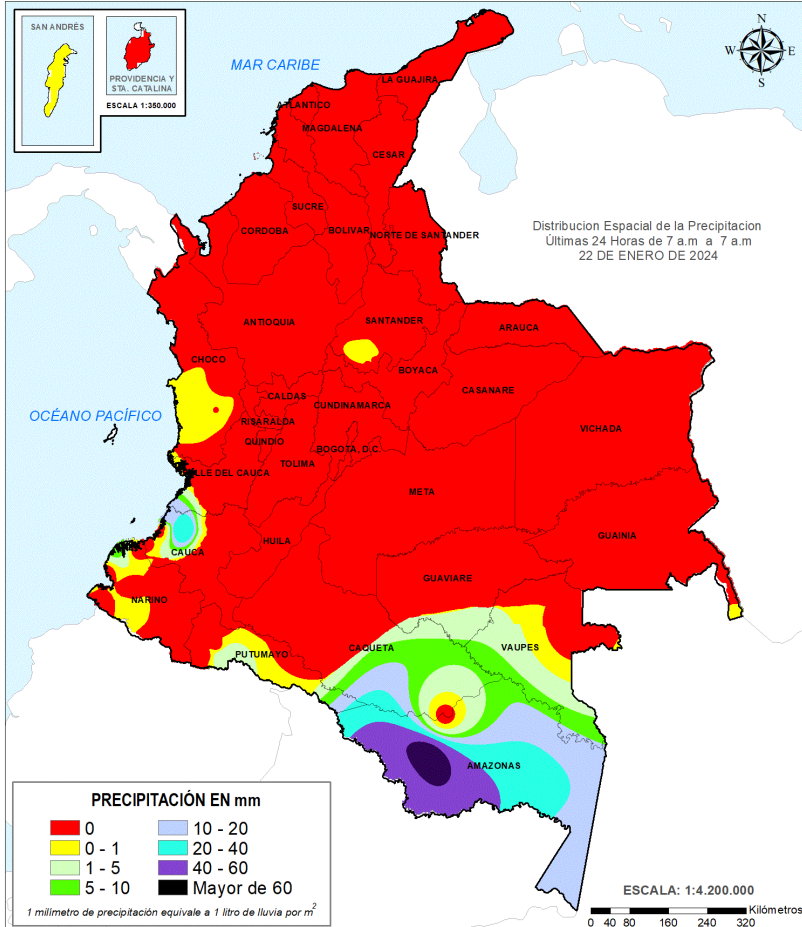 SAN ANDRÉS
PROVIDENCIA Y
STA. CATALINA
ESCALA 1:350.000
MAR CARIBE
N
W
E
S
LA GUAJIRA
ATLANTICO
MAGDALENA
CESAR
SUCRE
CORDOBA
BOLIVAR
NORTE DE SANTANDER
Distribucion Espacial de la Precipitacion
Últimas 24 Horas de 7 a.m a 7 a.m
22 DE ENERO DE 2024
ANTIOQUIA
SANTANDER
ARAUCA
CHOCO
BOYACA
CASANARE
CALDAS
CUNDINAMARCA
OCÉANO PACÍFICO
RISARALDA
VICHADA
QUINDIO
BOGOTA, D.C.
LLE DEL CAUCA
TOLIMA
META
GUAINIA
HUILA
CAUCA
GUAVIARE
NARIÑO
CAQUETA
VAUPES
PUTUMAYO
AMAZONAS
PRECIPITACIÓN EN mm
0
0 - 1
1 - 5
5 - 10
10 - 20
20 - 40
40 - 60
Mayor de 60
1 milímetro de precipitación equivale a 1 litro de lluvia por m²
ESCALA: 1:4.200.000
Kilómetros
0 40 80 160 240 320